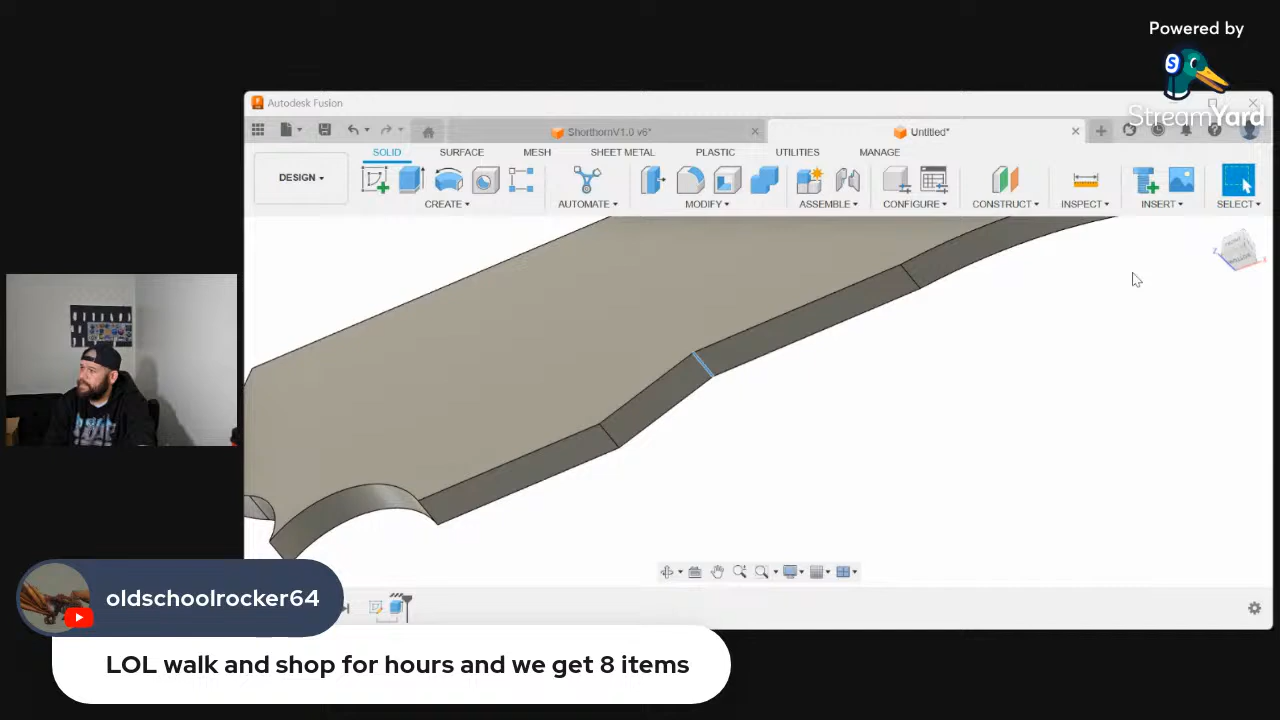 Powered by
S
StreamYard
Autodesk Fusion
ShorthornV1.0 v6*
Untitled*
DESIGN
SOLID
SURFACE
MESH
SHEET METAL
PLASTIC
UTILITIES
MANAGE
CREATE
AUTOMATE
MODIFY
ASSEMBLE
CONFIGURE
CONSTRUCT
INSPECT
INSERT
SELECT
oldschoolrocker64
LOL walk and shop for hours and we get 8 items